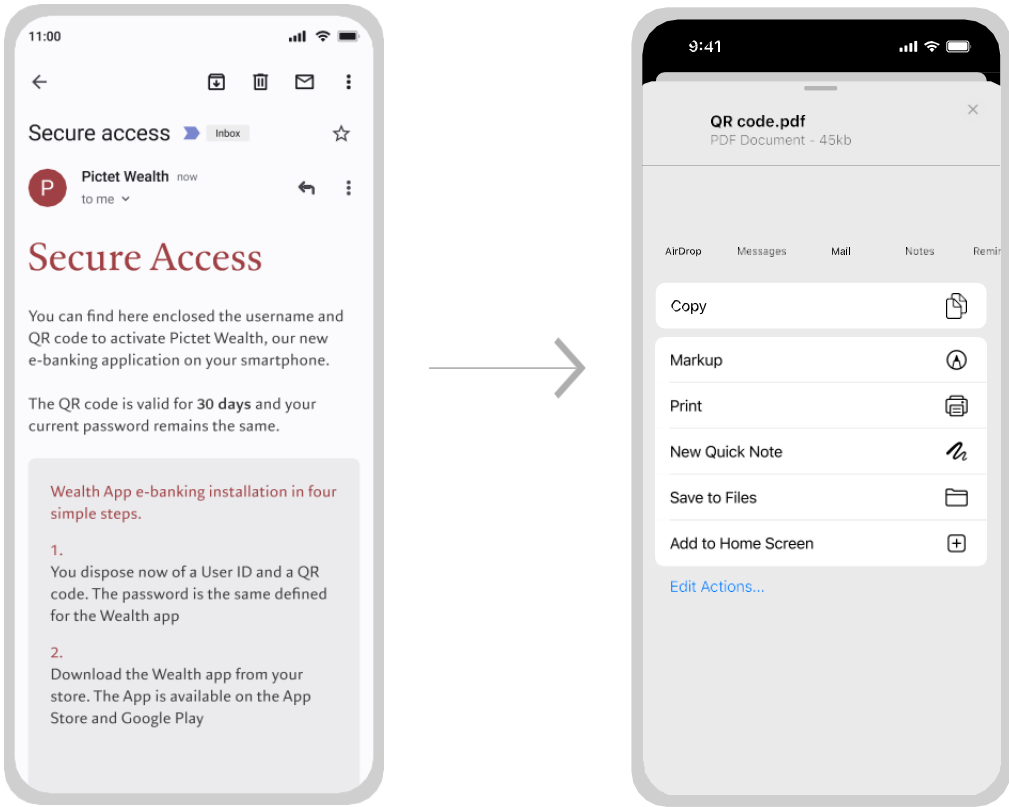 11:00
Secure access
Inbox
P
Pictet Wealth now
to me
Secure Access
You can find here enclosed the username and
QR code to activate Pictet Wealth, our new
e-banking application on your smartphone.
The QR code is valid for 30 days and your
current password remains the same.
Wealth App e-banking installation in four
simple steps.
1.
You dispose now of a User ID and a QR
code. The password is the same defined
for the Wealth app
2.
Download the Wealth app from your
store. The App is available on the App
Store and Google Play
9:41
QR code.pdf
PDF Document - 45kb
AirDrop Messages Mail Notes Remir
Copy
Markup
Print
New Quick Note
Save to Files
Add to Home Screen
Edit Actions...